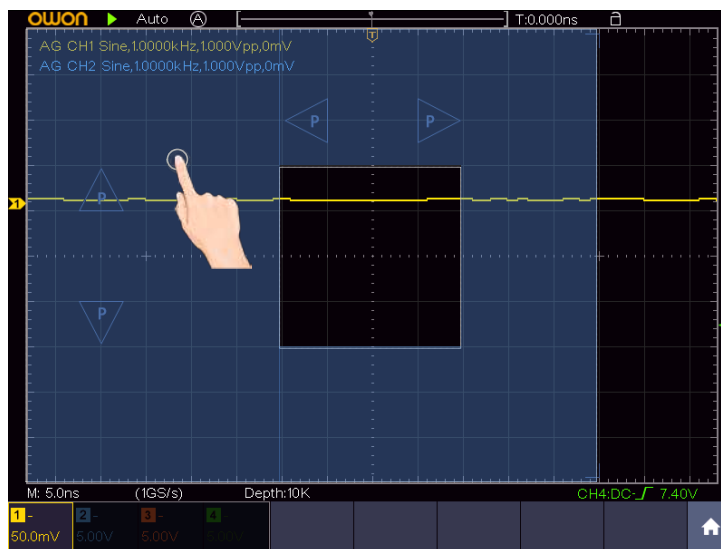 OWON Auto A T:0.000ns
T
AG CH1 Sine,1.0000kHz,1.000Vpp,0mV
AG CH2 Sine,1.0000kHz,1.000Vpp,0mV
P P
P
1
P
M: 5.0ns (1GS/s) Depth:10K CH4:DC- 7.40V
1 - 2 - 3 - 4 -
50.0mV 5.00V 5.00V